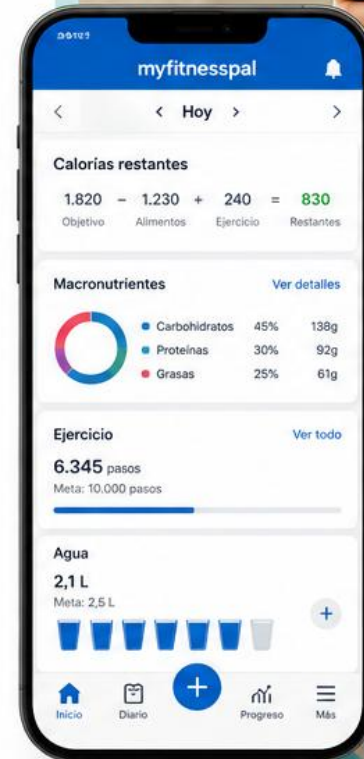 myfitnesspal
< < Hoy > >
Calorías restantes
1.820 – 1.230 + 240 = 830
Objetivo Alimentos Ejercicio Restantes
Macronutrientes Ver detalles
Carbohidratos 45% 138g
Proteínas 30% 92g
Grasas 25% 61g
Ejercicio Ver todo
6.345 pasos
Meta: 10.000 pasos
Agua
2,1 L
Meta: 2,5 L
+
+
Inicio Diario Progreso Más